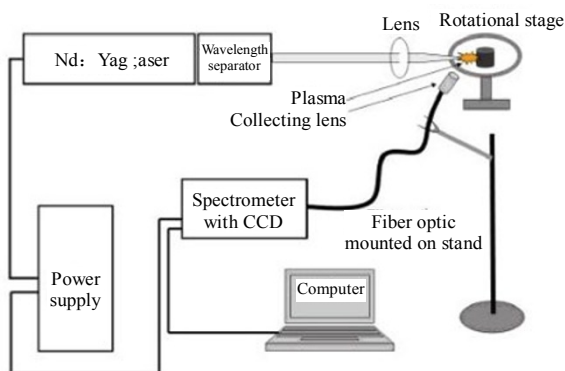 Lens
Rotational stage
Nd：Yag ;aser
Wavelength
separator
Plasma
Collecting lens
Spectrometer
with CCD
Fiber optic
mounted on stand
Power
supply
Computer